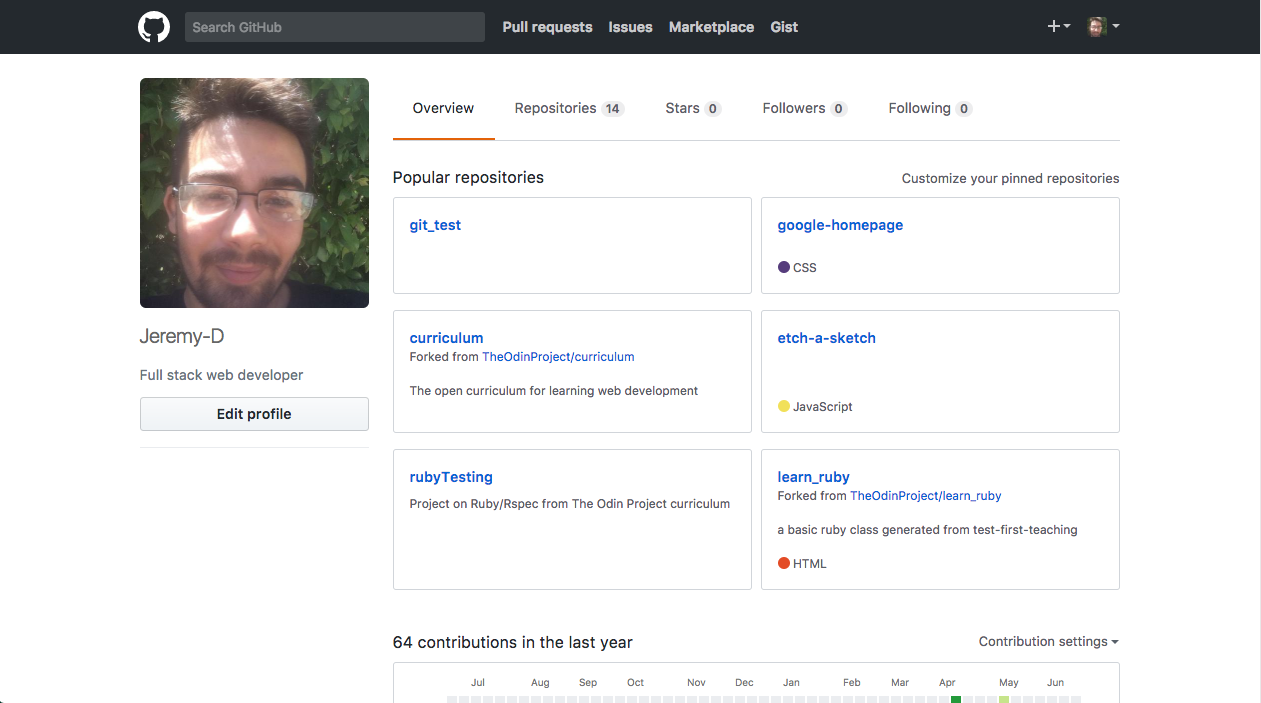 Search GitHub Pull requests Issues Marketplace Gist
Overview Repositories 14 Stars 0 Followers 0 Following 0
Jeremy-D
Full stack web developer
Edit profile
Popular repositories Customize your pinned repositories
git_test
google-homepage
CSS
curriculum
Forked from TheOdinProject/curriculum
The open curriculum for learning web development
etch-a-sketch
JavaScript
rubyTesting
Project on Ruby/Rspec from The Odin Project curriculum
learn_ruby
Forked from TheOdinProject/learn_ruby
a basic ruby class generated from test-first-teaching
HTML
64 contributions in the last year Contribution settings
Jul Aug Sep Oct Nov Dec Jan Feb Mar Apr May Jun